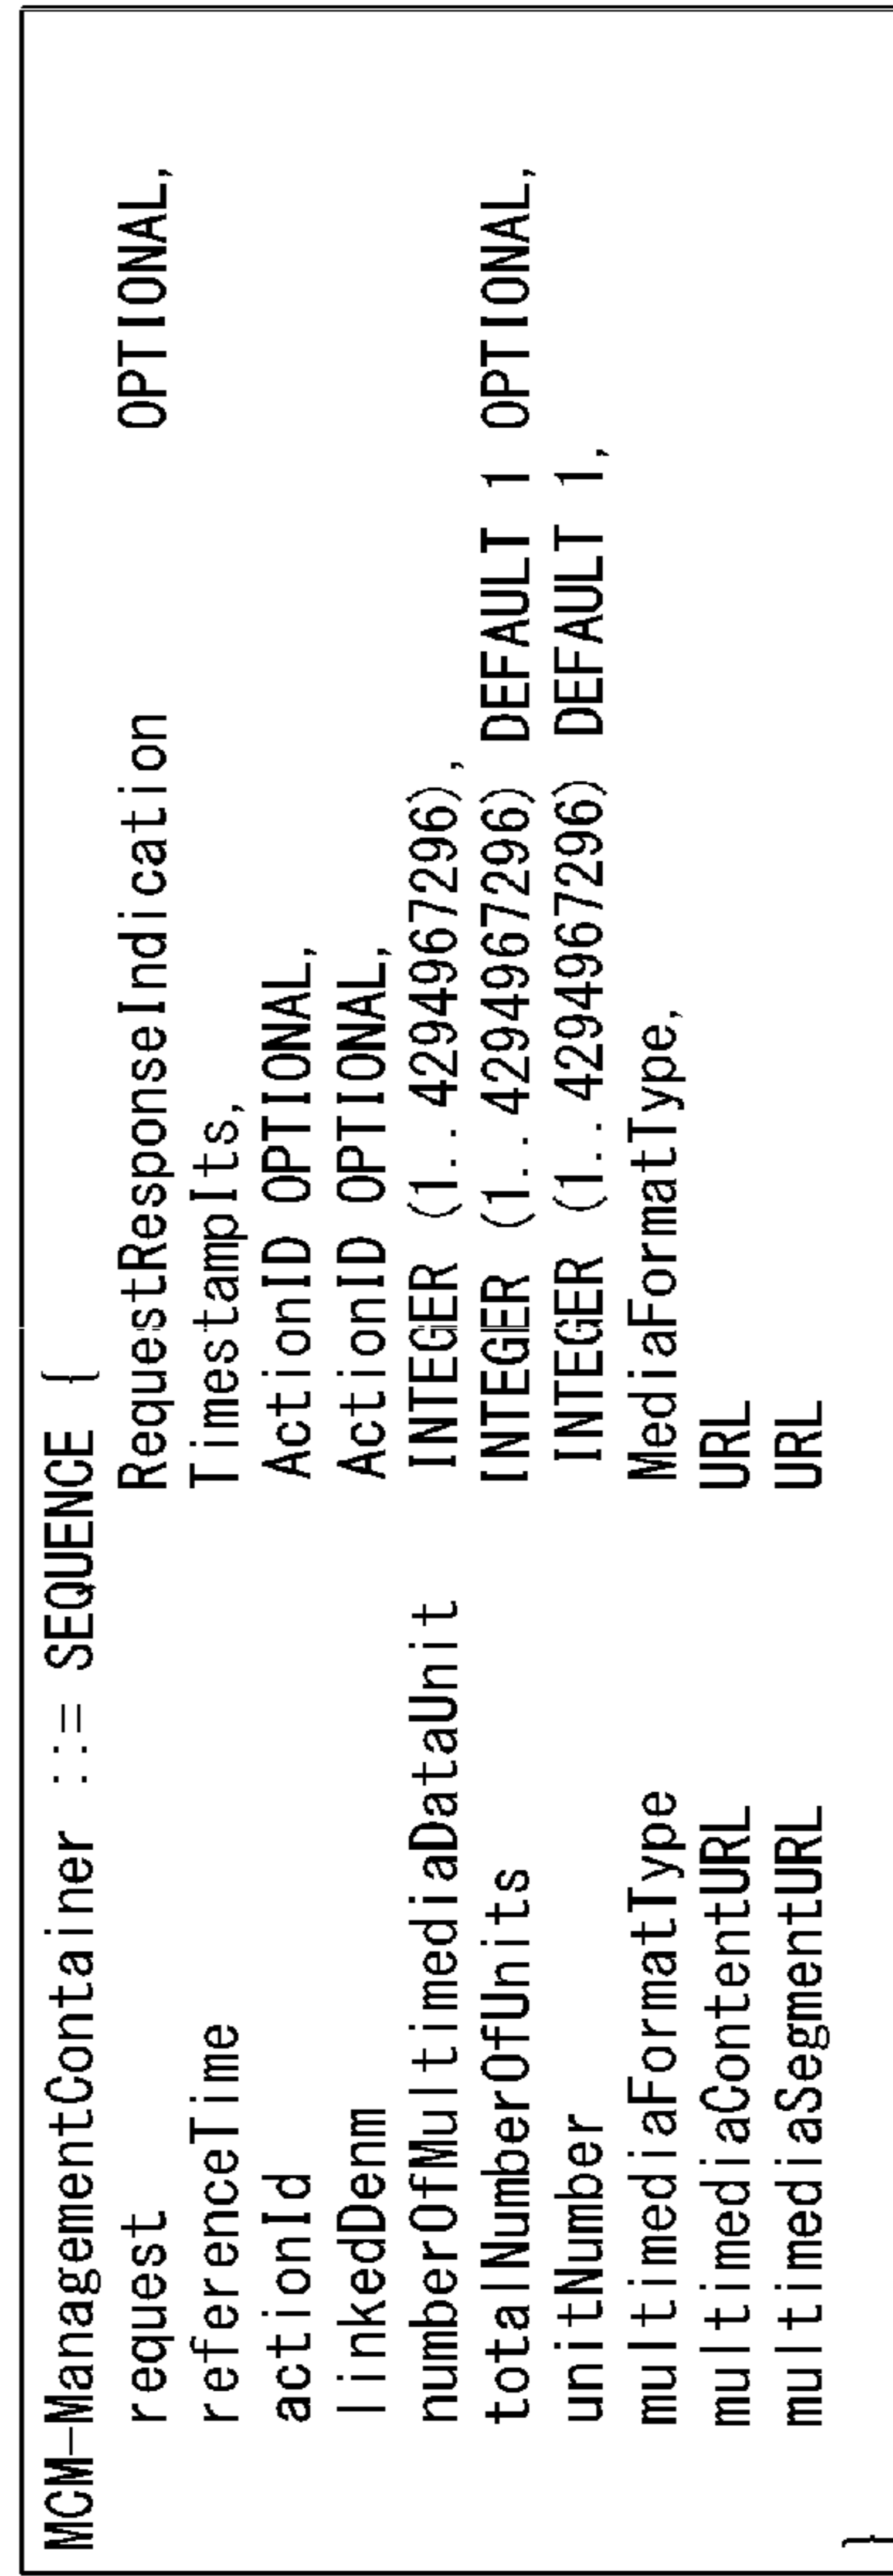 MCM-ManagementContainer ::= SEQUENCE {
request RequestResponseIndication OPTIONAL,
referenceTime TimestampIts,
actionId ActionID OPTIONAL,
linkedDenm ActionID OPTIONAL,
numberOfMultimediaDataUnit INTEGER (1..4294967296),
totalNumberOfUnits INTEGER (1..4294967296) DEFAULT 1 OPTIONAL,
unitNumber INTEGER (1..4294967296) DEFAULT 1,
multimediaFormatType MediaFormatType,
multimediaContentURL URL
multimediaSegmentURL URL
}